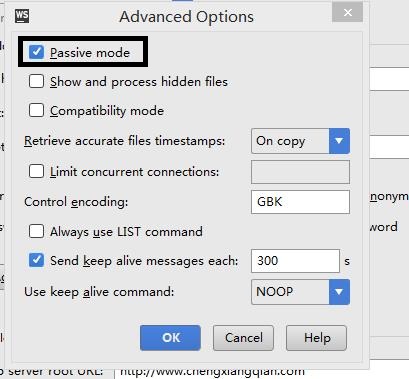 WS Advanced Options
Passive mode
Show and process hidden files
Compatibility mode
Retrieve accurate files timestamps: On copy
Limit concurrent connections:
Control encoding: GBK
Always use LIST command
Send keep alive messages each: 300 s
Use keep alive command: NOOP
OK Cancel Help
nonym
word
server root URL: http://www.chengxiangqian.com